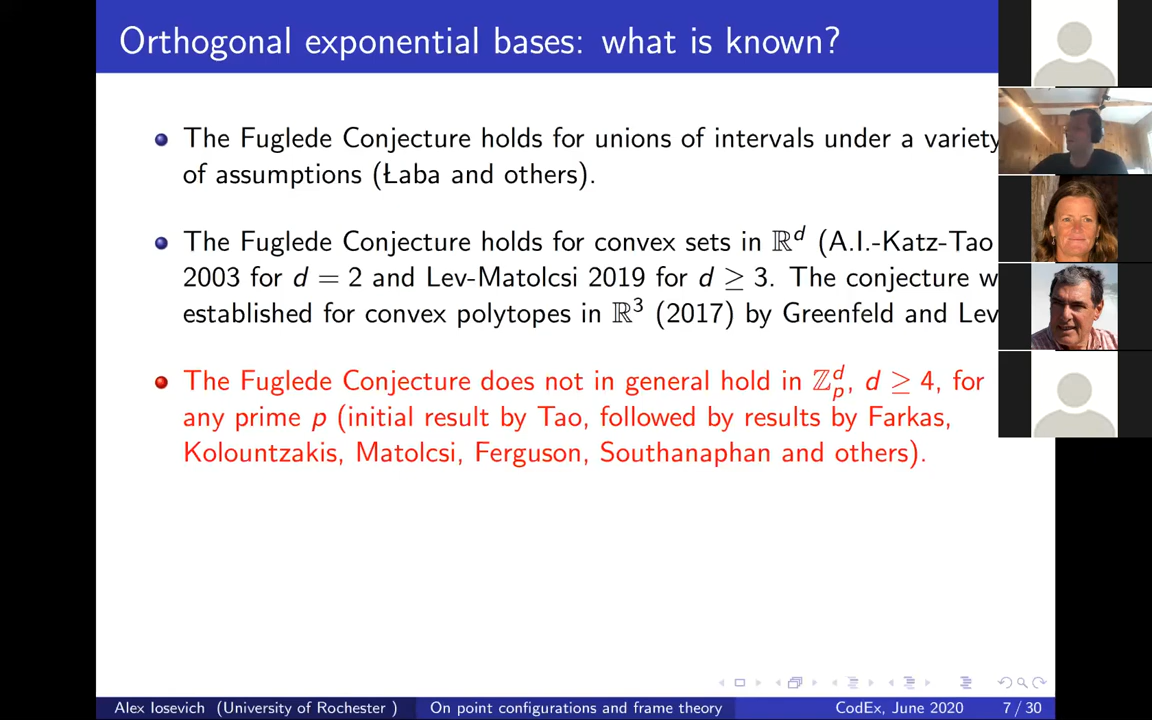 Orthogonal exponential bases: what is known?
The Fuglede Conjecture holds for unions of intervals under a variety
of assumptions (Łaba and others).
The Fuglede Conjecture holds for convex sets in ℝ^d (A.I.-Katz-Tao
2003 for d = 2 and Lev-Matolcsi 2019 for d ≥ 3. The conjecture w
established for convex polytopes in ℝ^3 (2017) by Greenfeld and Lev
The Fuglede Conjecture does not in general hold in ℤ_p^d, d ≥ 4, for
any prime p (initial result by Tao, followed by results by Farkas,
Kolountzakis, Matolcsi, Ferguson, Southanaphan and others).
Alex Iosevich (University of Rochester ) On point configurations and frame theory CodEx, June 2020 7 / 30